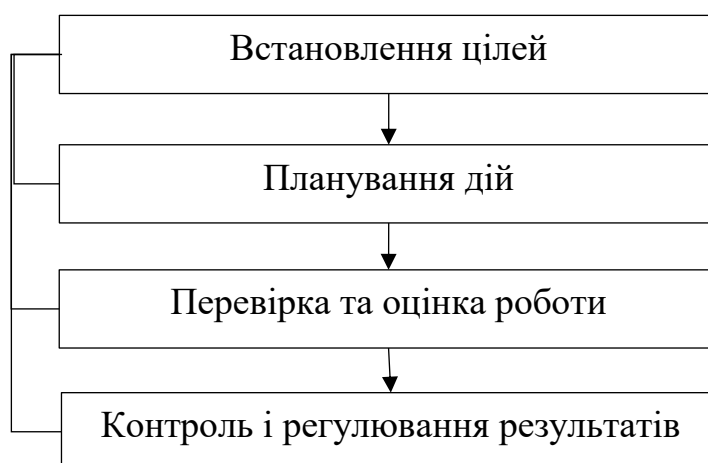 Встановлення цілей
Планування дій
Перевірка та оцінка роботи
Контроль і регулювання результатів